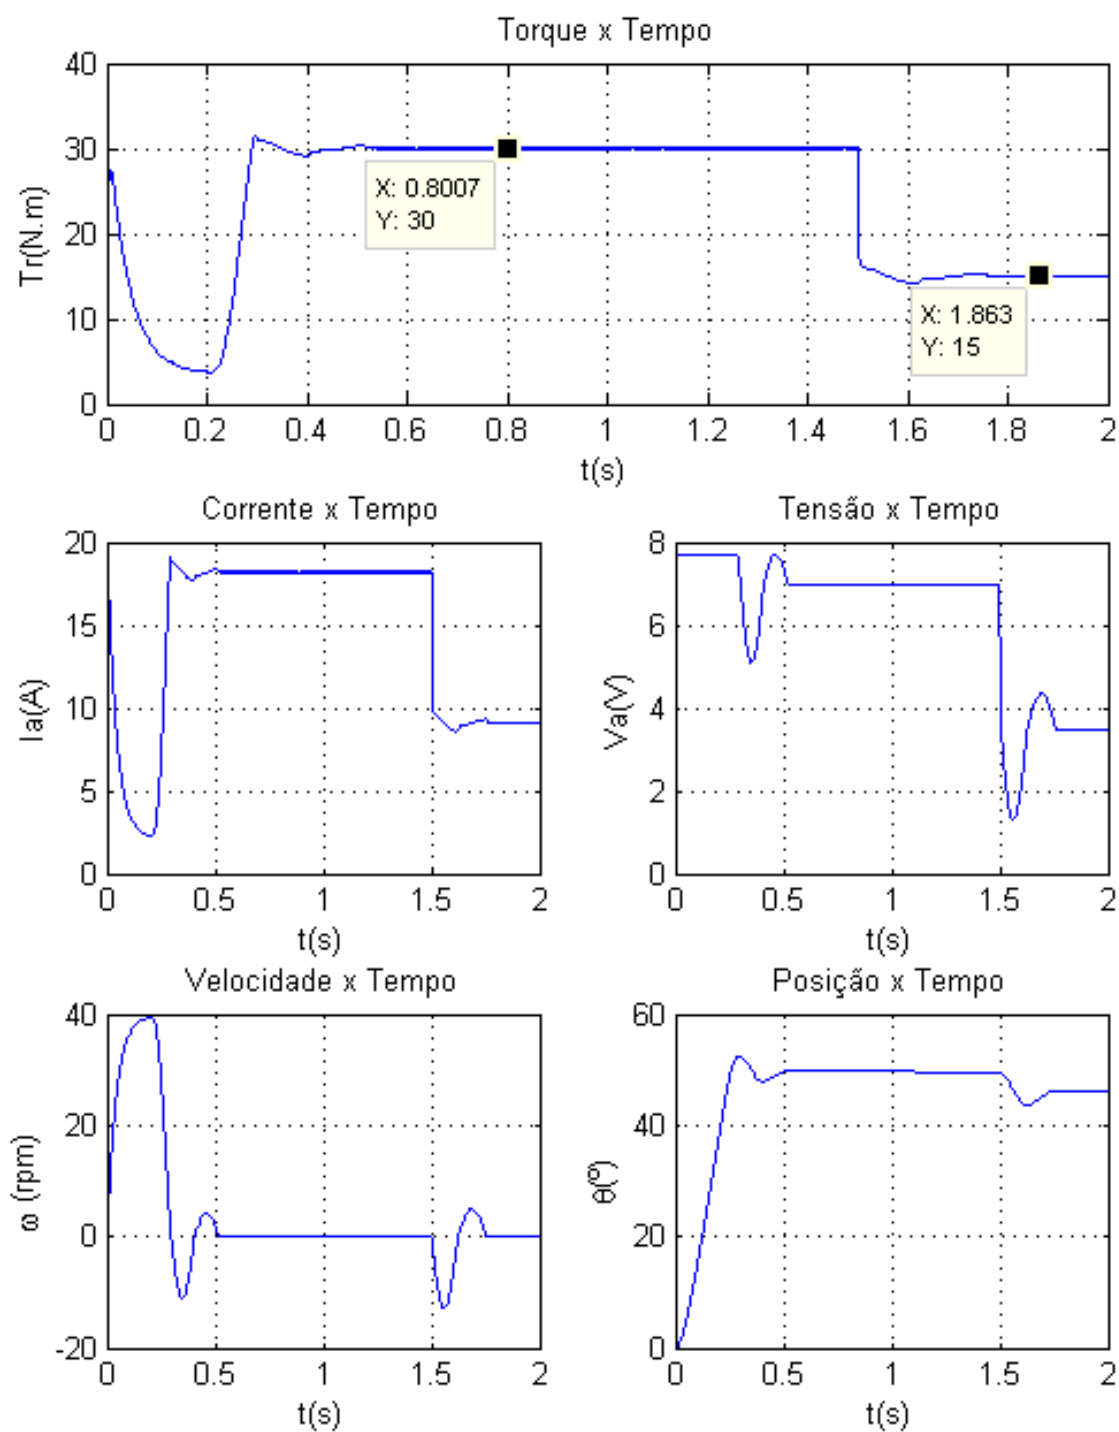 Torque x Tempo
40
30
20
10
0
Tr(N.m)
X: 0.8007
Y: 30
X: 1.863
Y: 15
0 0.2 0.4 0.6 0.8 1 1.2 1.4 1.6 1.8 2
t(s)
Corrente x Tempo
20
15
10
5
0
Ia(A)
0 0.5 1 1.5 2
t(s)
Tensão x Tempo
8
6
4
2
0
Va(V)
0 0.5 1 1.5 2
t(s)
Velocidade x Tempo
40
20
0
-20
ω (rpm)
0 0.5 1 1.5 2
t(s)
Posição x Tempo
60
40
20
0
θ(º)
0 0.5 1 1.5 2
t(s)